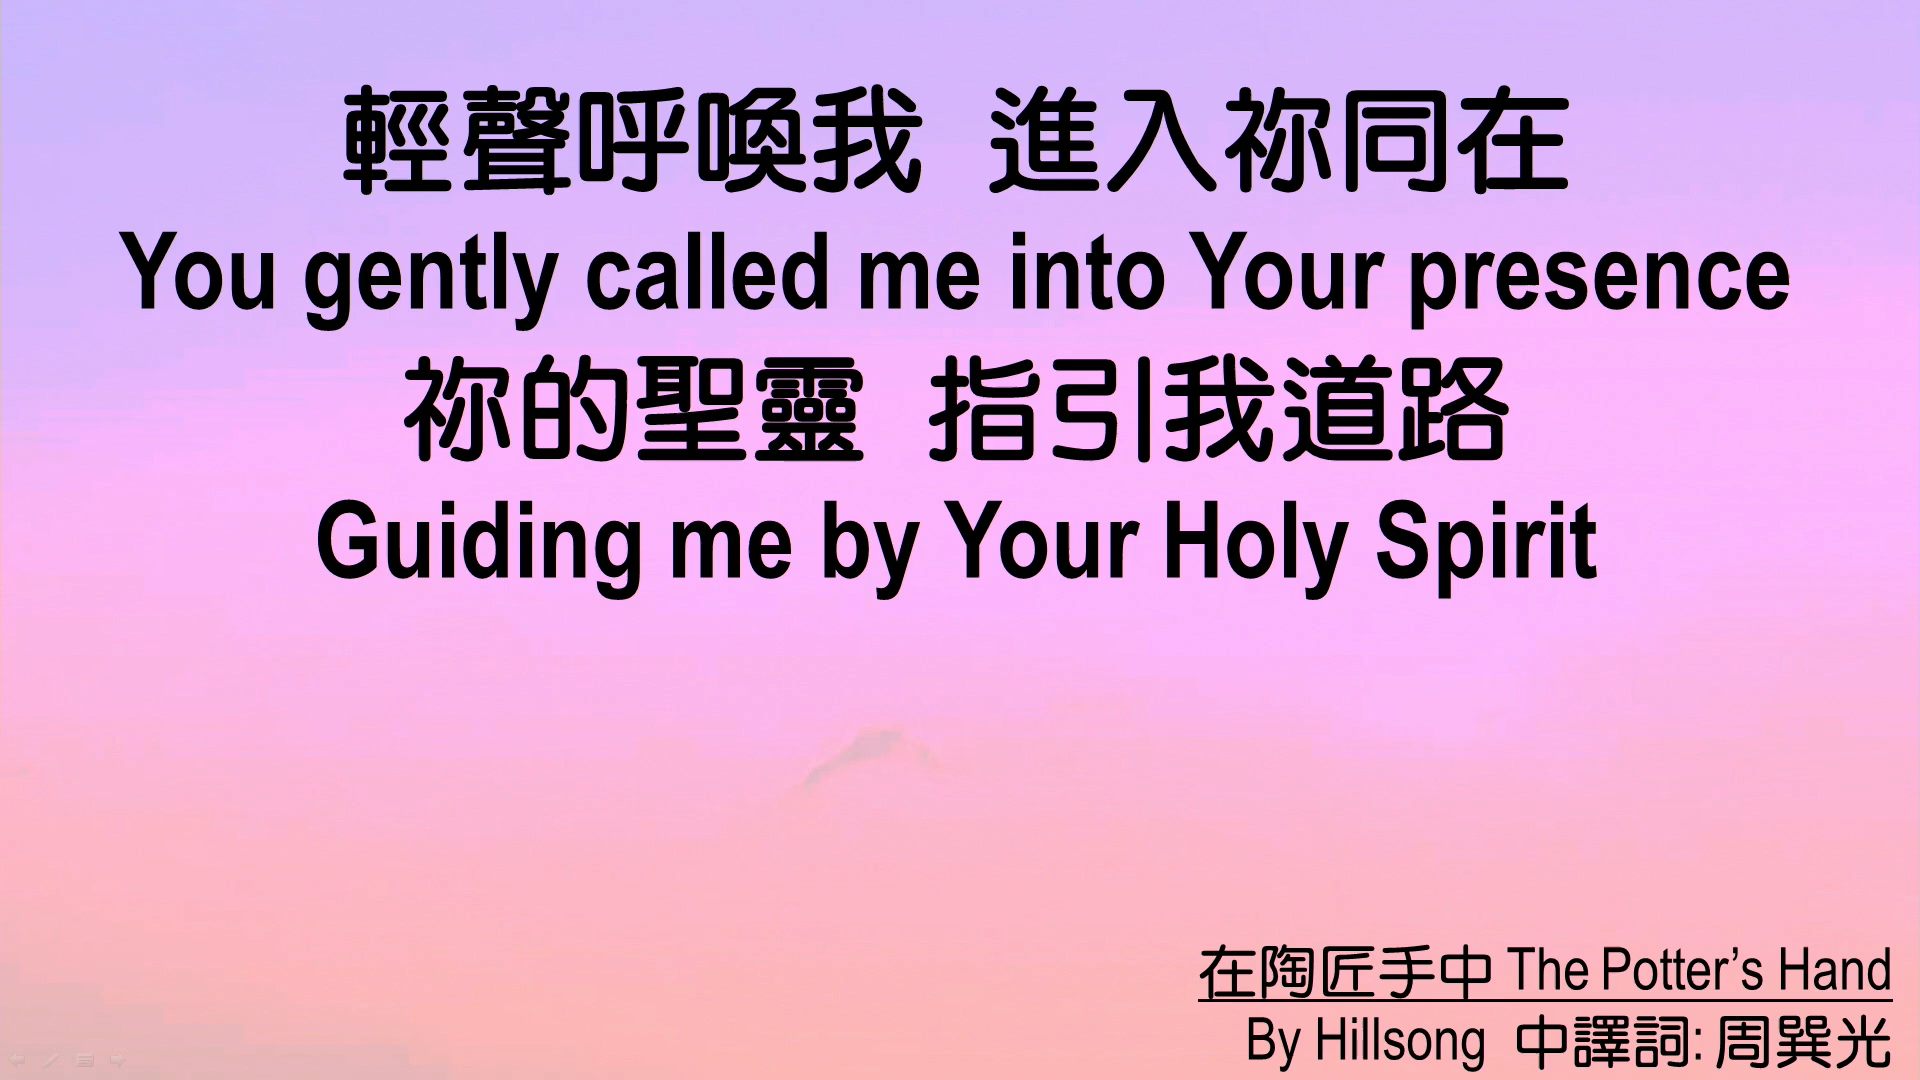 輕聲呼喚我 進入祢同在
You gently called me into Your presence
祢的聖靈 指引我道路
Guiding me by Your Holy Spirit
在陶匠手中 The Potter’s Hand
By Hillsong 中譯詞: 周巽光